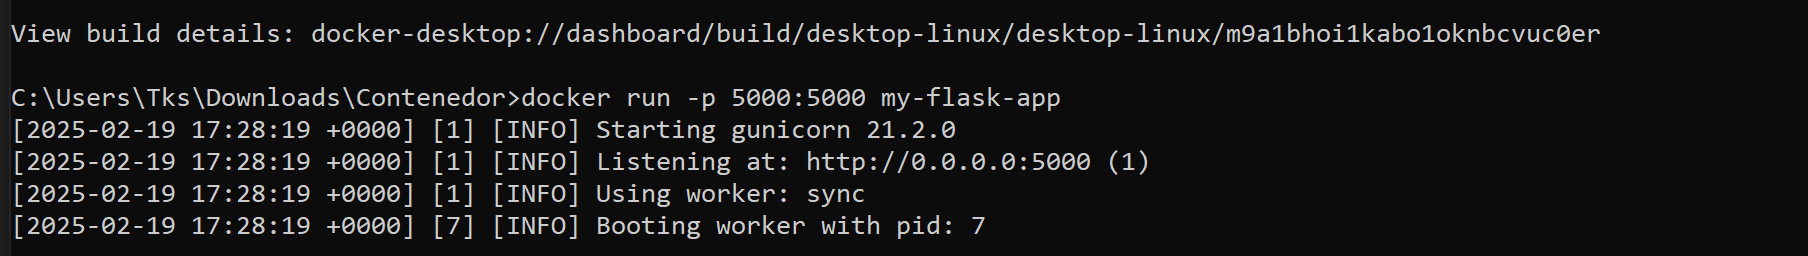 View build details: docker-desktop://dashboard/build/desktop-linux/desktop-linux/m9a1bhoi1kabo1oknbcvuc0er
C:\Users\Tks\Downloads\Contenedor>docker run -p 5000:5000 my-flask-app
[2025-02-19 17:28:19 +0000] [1] [INFO] Starting gunicorn 21.2.0
[2025-02-19 17:28:19 +0000] [1] [INFO] Listening at: http://0.0.0.0:5000 (1)
[2025-02-19 17:28:19 +0000] [1] [INFO] Using worker: sync
[2025-02-19 17:28:19 +0000] [7] [INFO] Booting worker with pid: 7